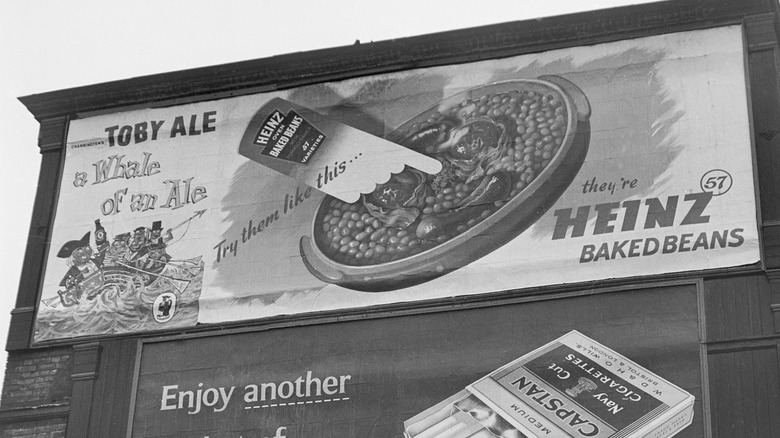 CHARRINGTON'S
TOBY ALE
a Whale
of an Ale
HEINZ
OVEN
BAKED BEANS
57
VARIETIES
Try them like this...
they're
57
HEINZ
BAKED BEANS
Enjoy another
W.D. & H.O. WILLS.
BRISTOL & LONDON
Navy Cut
CIGARETTES
CAPSTAN
MEDIUM